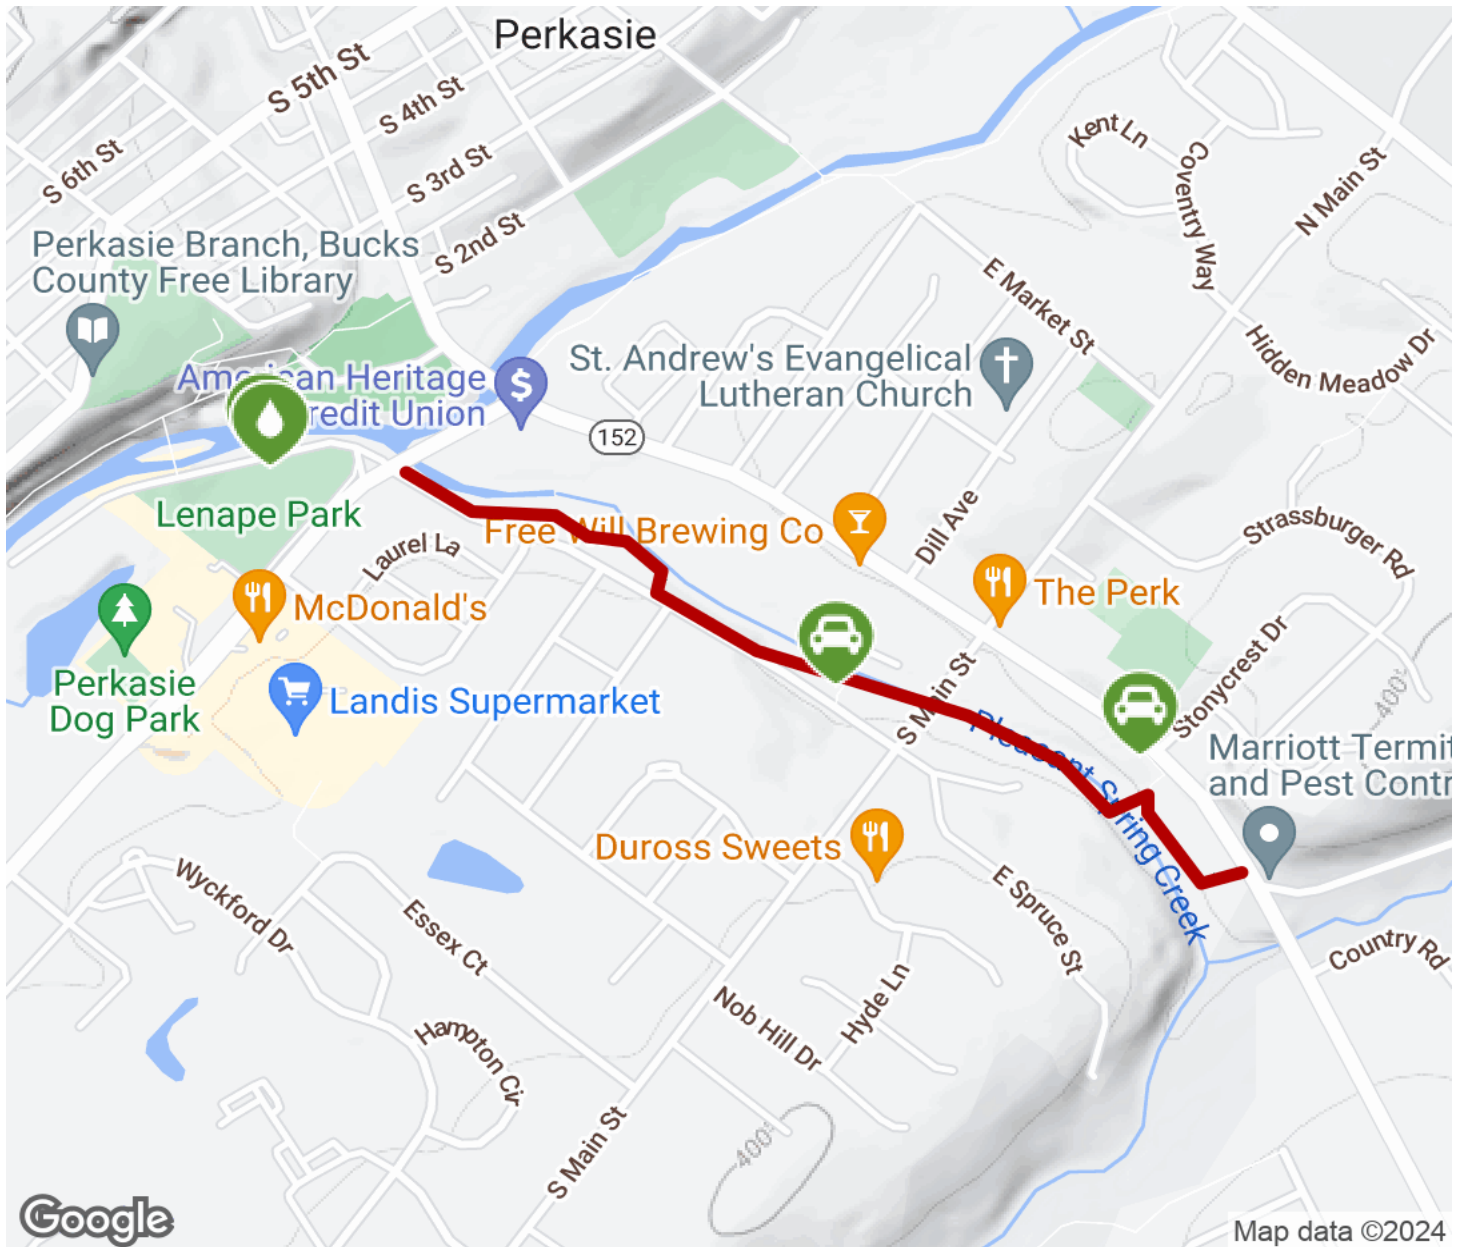 Perkasie
S 5th St
S 4th St
S 6th St
S 3rd St
S 2nd St
Kent Ln
Coventry Way
N Main St
Perkasie Branch, Bucks
County Free Library
E Market St
Hidden Meadow Dr
American Heritage
Credit Union
St. Andrew's Evangelical
Lutheran Church
152
Lenape Park
Laurel La
Free Will Brewing Co
Dill Ave
Strassburger Rd
McDonald's
The Perk
Perkasie
Dog Park
Landis Supermarket
S Main St
Stonycrest Dr
400'
Pleasant Spring Creek
Marriott Termit
and Pest Contr
Duross Sweets
Wyckford Dr
Essex Ct
E Spruce St
Country Rd
Hyde Ln
Nob Hill Dr
Hampton Cir
S Main St
400'
Google
Map data ©2024